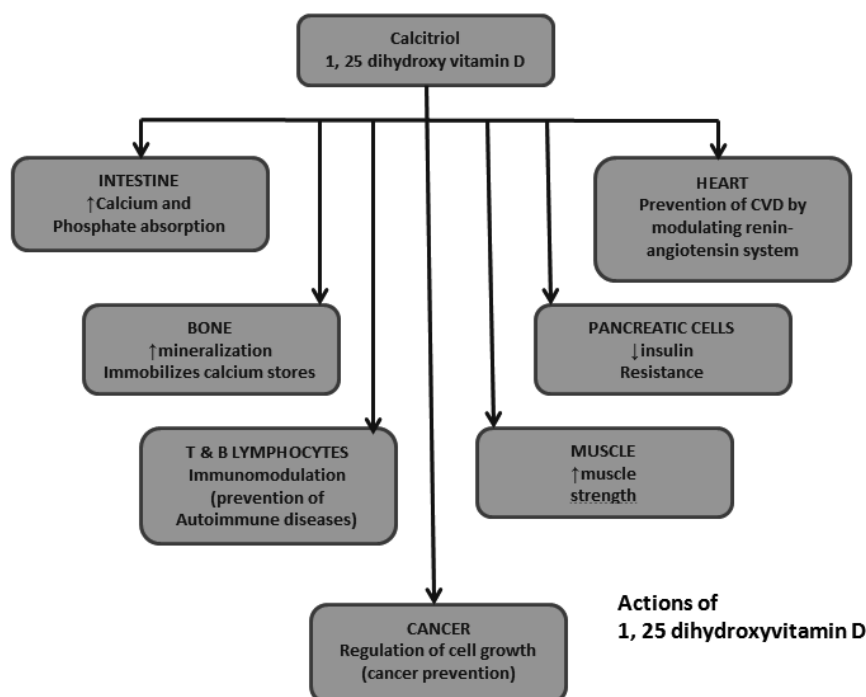 Calcitriol
1, 25 dihydroxy vitamin D
INTESTINE
↑Calcium and
Phosphate absorption
HEART
Prevention of CVD by
modulating renin-
angiotensin system
BONE
↑mineralization
Immobilizes calcium stores
PANCREATIC CELLS
↓insulin
Resistance
T & B LYMPHOCYTES
Immunomodulation
(prevention of
Autoimmune diseases)
MUSCLE
↑muscle
strength
CANCER
Regulation of cell growth
(cancer prevention)
Actions of
1, 25 dihydroxyvitamin D